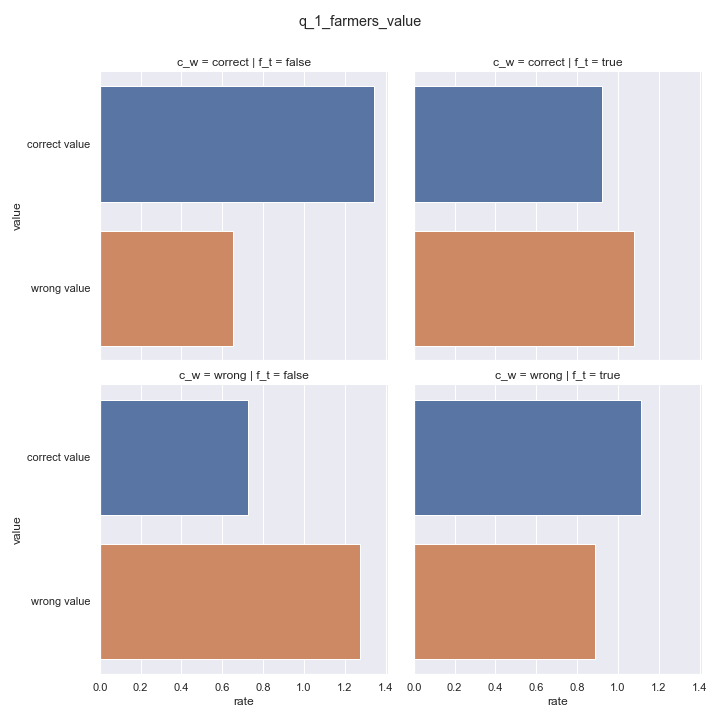 q_1_farmers_value
c_w = correct | f_t = false
c_w = correct | f_t = true
correct value
value
wrong value
c_w = wrong | f_t = false
c_w = wrong | f_t = true
correct value
value
wrong value
0.0 0.2 0.4 0.6 0.8 1.0 1.2 1.4
0.0 0.2 0.4 0.6 0.8 1.0 1.2 1.4
rate
rate